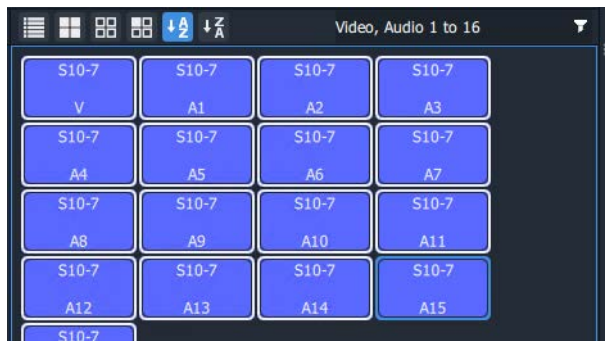 Video, Audio 1 to 16
S10-7 S10-7 S10-7 S10-7
V A1 A2 A3
S10-7 S10-7 S10-7 S10-7
A4 A5 A6 A7
S10-7 S10-7 S10-7 S10-7
A8 A9 A10 A11
S10-7 S10-7 S10-7 S10-7
A12 A13 A14 A15
S10-7